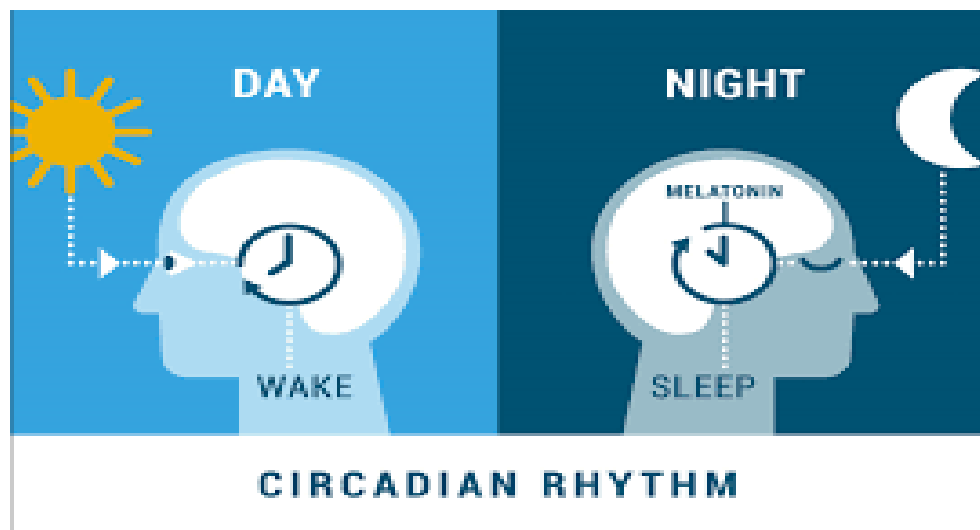 DAY
NIGHT
MELATONIN
WAKE
SLEEP
CIRCADIAN RHYTHM